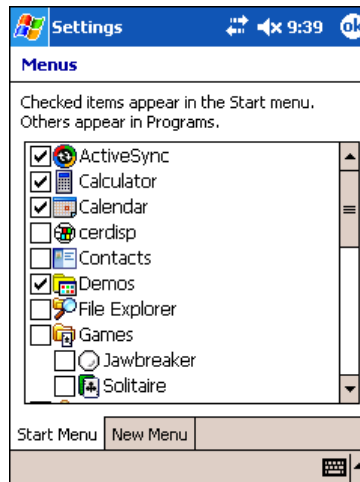 Settings 9:39 ok
Menus
Checked items appear in the Start menu.
Others appear in Programs.
ActiveSync
Calculator
Calendar
cerdisp
Contacts
Demos
File Explorer
Games
Jawbreaker
Solitaire
Start Menu New Menu